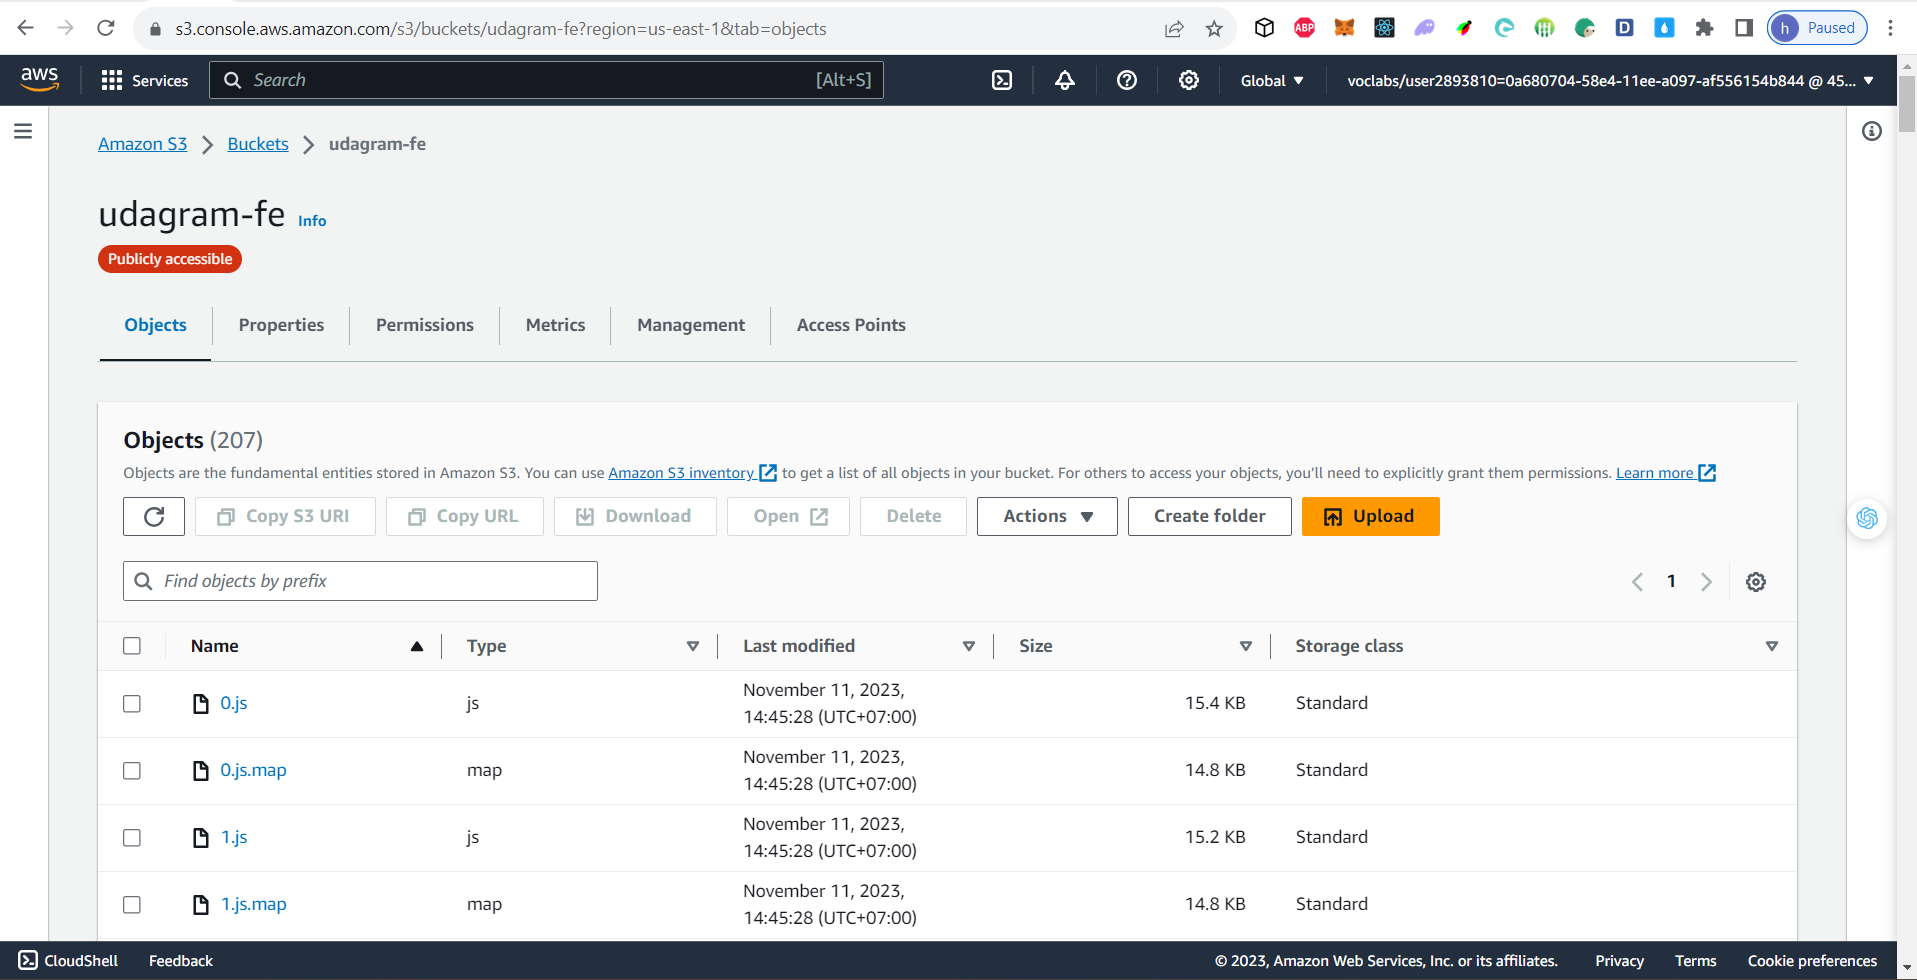 s3.console.aws.amazon.com/s3/buckets/udagram-fe?region=us-east-1&tab=objects
ABP
D
h Paused
aws Services Search [Alt+S] Global voclabs/user2893810=0a680704-58e4-11ee-a097-af556154b844 @ 45...
Amazon S3 Buckets udagram-fe
udagram-fe Info
Publicly accessible
Objects Properties Permissions Metrics Management Access Points
Objects (207)
Objects are the fundamental entities stored in Amazon S3. You can use Amazon S3 inventory to get a list of all objects in your bucket. For others to access your objects, you’ll need to explicitly grant them permissions. Learn more
Copy S3 URI Copy URL Download Open Delete Actions Create folder Upload
Find objects by prefix 1
Name Type Last modified Size Storage class
0.js js November 11, 2023, 15.4 KB Standard
14:45:28 (UTC+07:00)
0.js.map map November 11, 2023, 14.8 KB Standard
14:45:28 (UTC+07:00)
1.js js November 11, 2023, 15.2 KB Standard
14:45:28 (UTC+07:00)
1.js.map map November 11, 2023, 14.8 KB Standard
14:45:28 (UTC+07:00)
CloudShell Feedback © 2023, Amazon Web Services, Inc. or its affiliates. Privacy Terms Cookie preferences